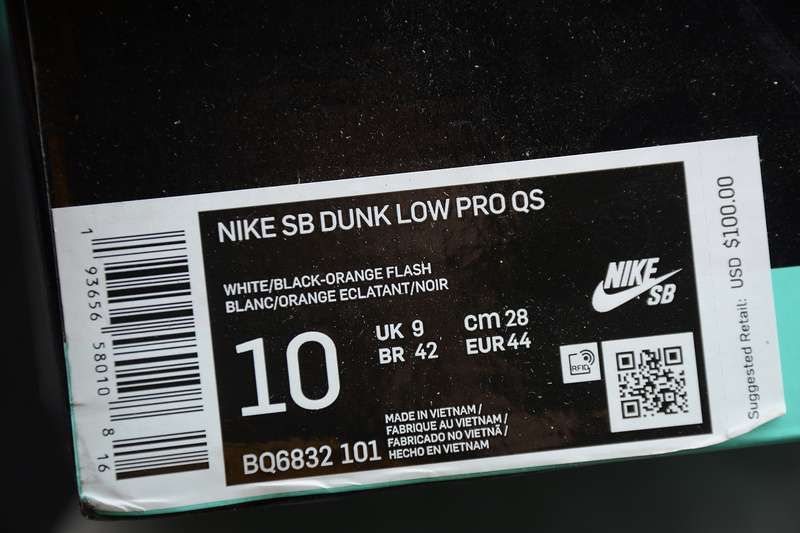 NIKE SB DUNK LOW PRO QS
WHITE/BLACK-ORANGE FLASH
BLANC/ORANGE ECLATANT/NOIR
10
UK 9
BR 42
cm 28
EUR 44
NIKE
SB
RFID
BQ6832 101
MADE IN VIETNAM /
FABRIQUE AU VIETNAM /
FABRICADO NO VIETNÃ /
HECHO EN VIETNAM
1 93656 58010 8 16
Suggested Retail: USD $100.00